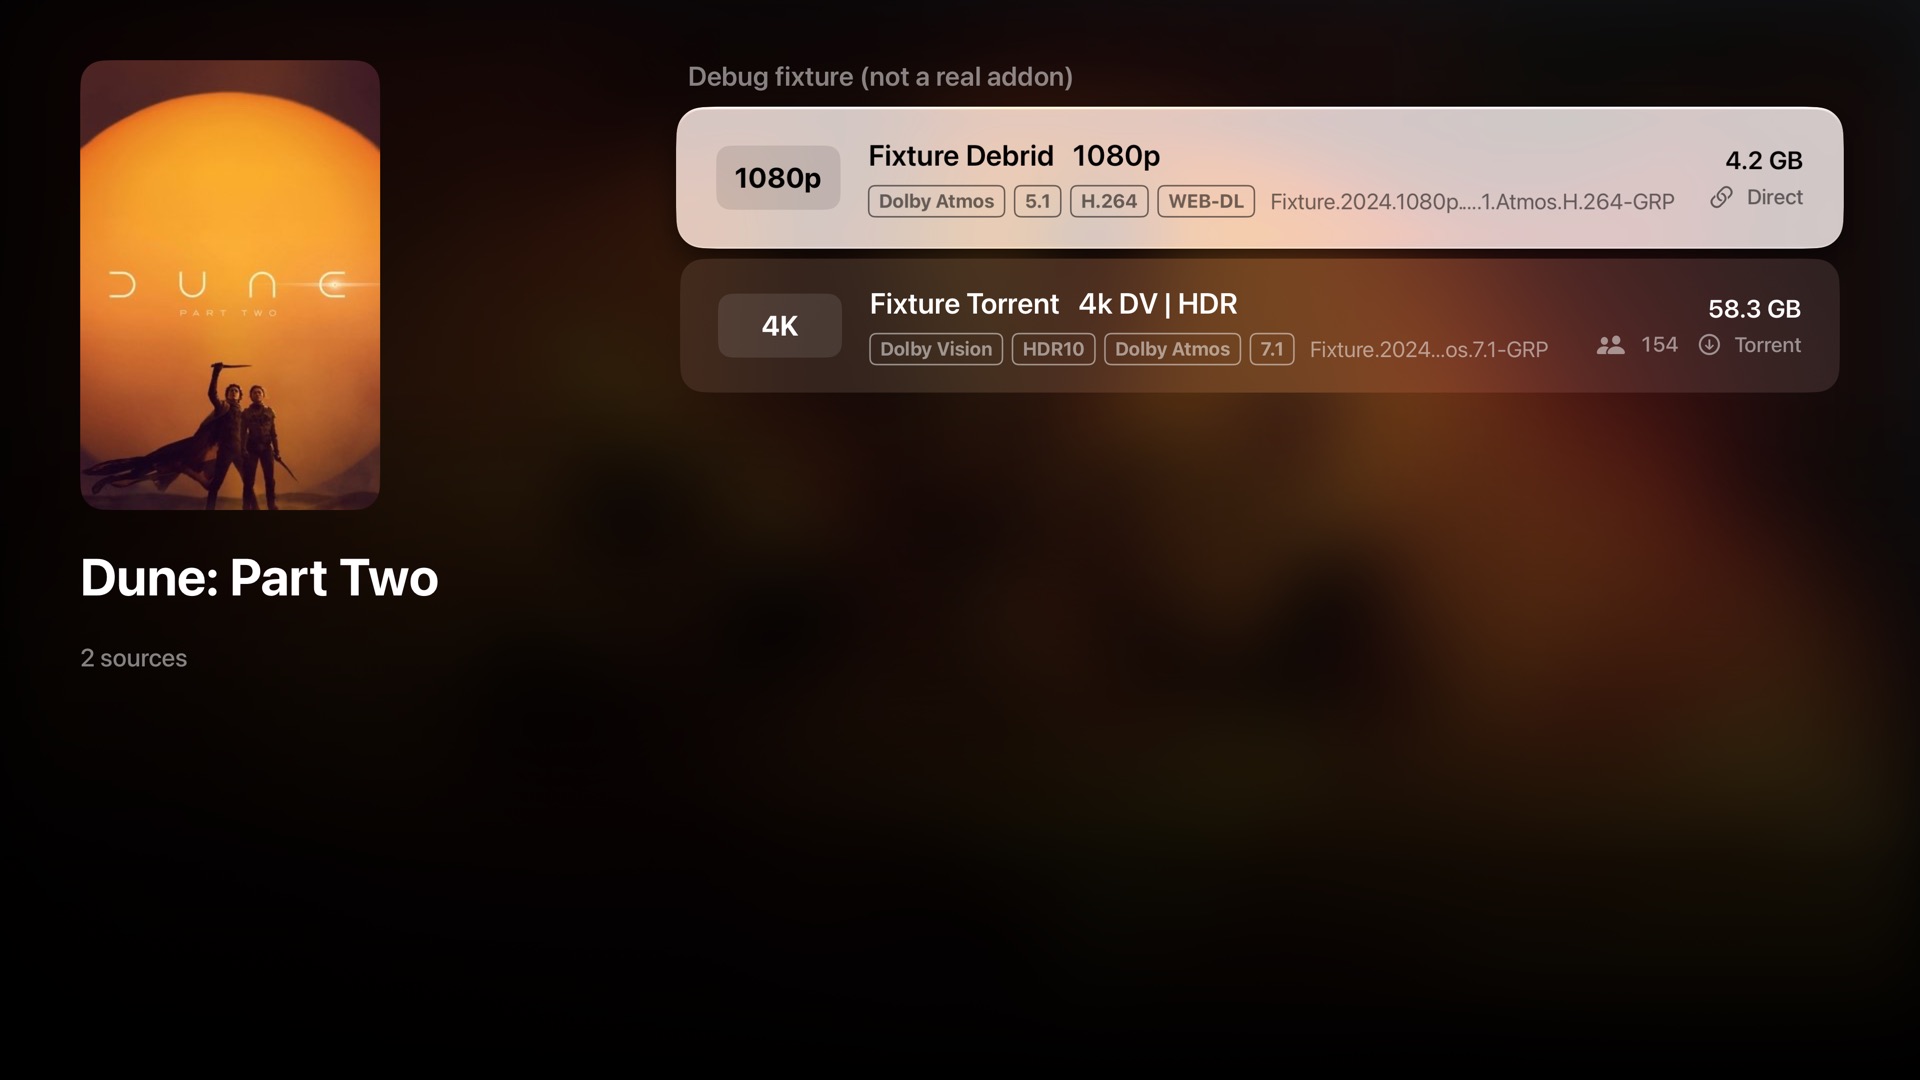 DUNE
PART TWO
Dune: Part Two
2 sources
Debug fixture (not a real addon)
1080p
Fixture Debrid 1080p
Dolby Atmos 5.1 H.264 WEB-DL Fixture.2024.1080p.....1.Atmos.H.264-GRP
4.2 GB
Direct
4K
Fixture Torrent 4k DV | HDR
Dolby Vision HDR10 Dolby Atmos 7.1 Fixture.2024...os.7.1-GRP
58.3 GB
154 Torrent